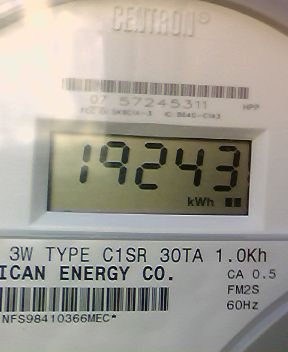 CENTRON®
07 57245311 HPP
19243
kWh
3W TYPE C1SR 30TA 1.0Kh
ICAN ENERGY CO. CA 0.5
FM2S
60Hz
NFS98410366MEC*